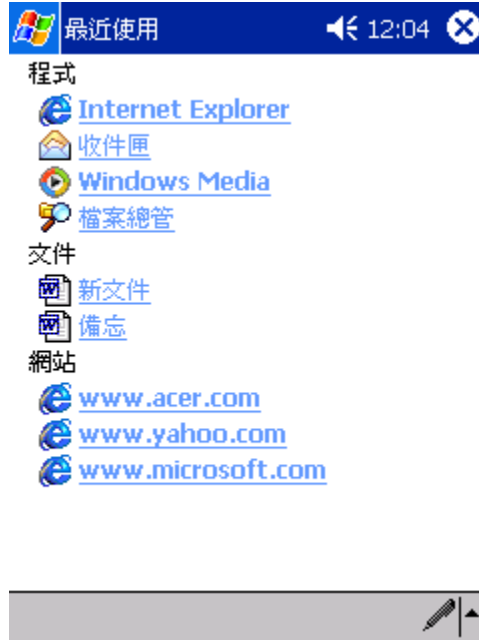 最近使用 12:04
程式
Internet Explorer
收件匣
Windows Media
檔案總管
文件
新文件
備忘
網站
www.acer.com
www.yahoo.com
www.microsoft.com